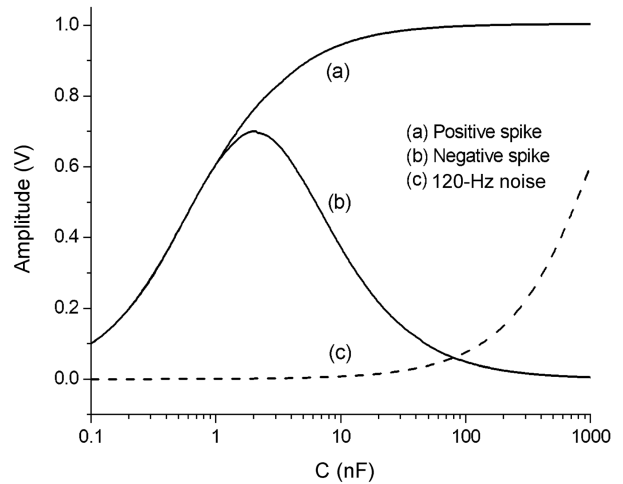 1.0
0.8
0.6
0.4
0.2
0.0
Amplitude (V)
(a)
(b)
(c)
(a) Positive spike
(b) Negative spike
(c) 120-Hz noise
0.1 1 10 100 1000
C (nF)